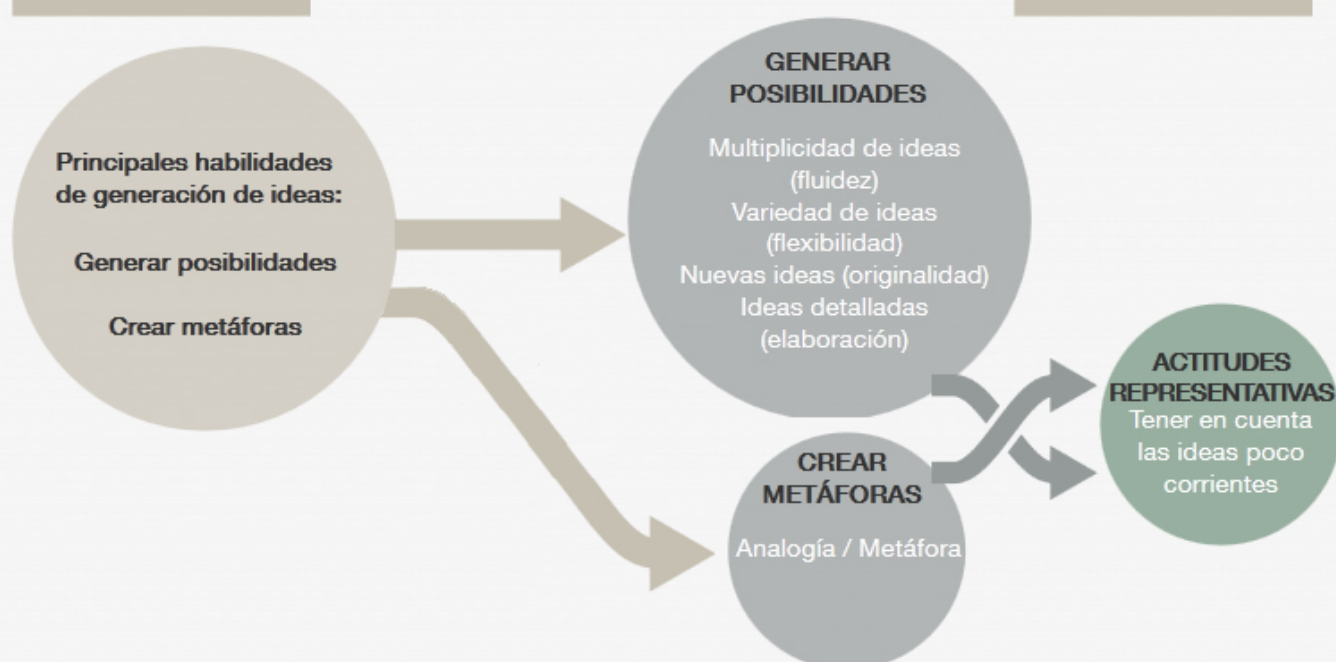 Principales habilidades
de generación de ideas:
Generar posibilidades
Crear metáforas
GENERAR
POSIBILIDADES
Multiplicidad de ideas
(fluidez)
Variedad de ideas
(flexibilidad)
Nuevas ideas (originalidad)
Ideas detalladas
(elaboración)
CREAR
METÁFORAS
Analogía / Metáfora
ACTITUDES
REPRESENTATIVAS
Tener en cuenta
las ideas poco
corrientes